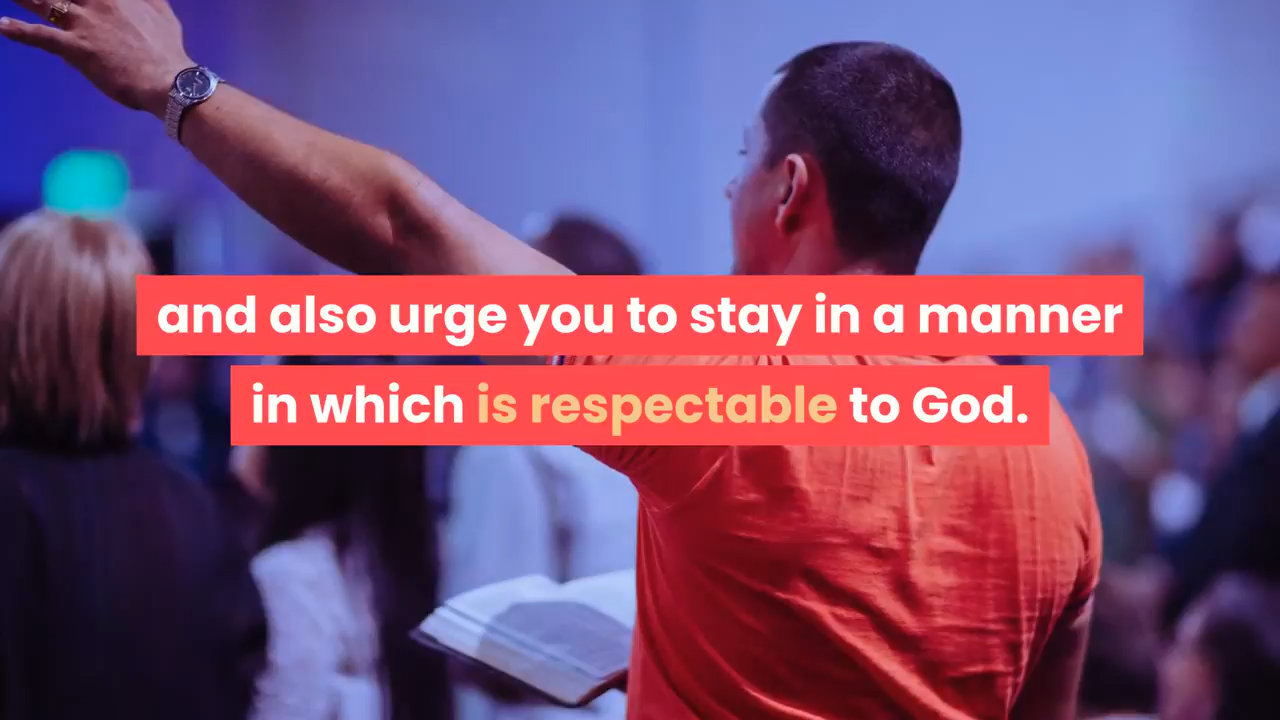 and also urge you to stay in a manner
in which is respectable to God.